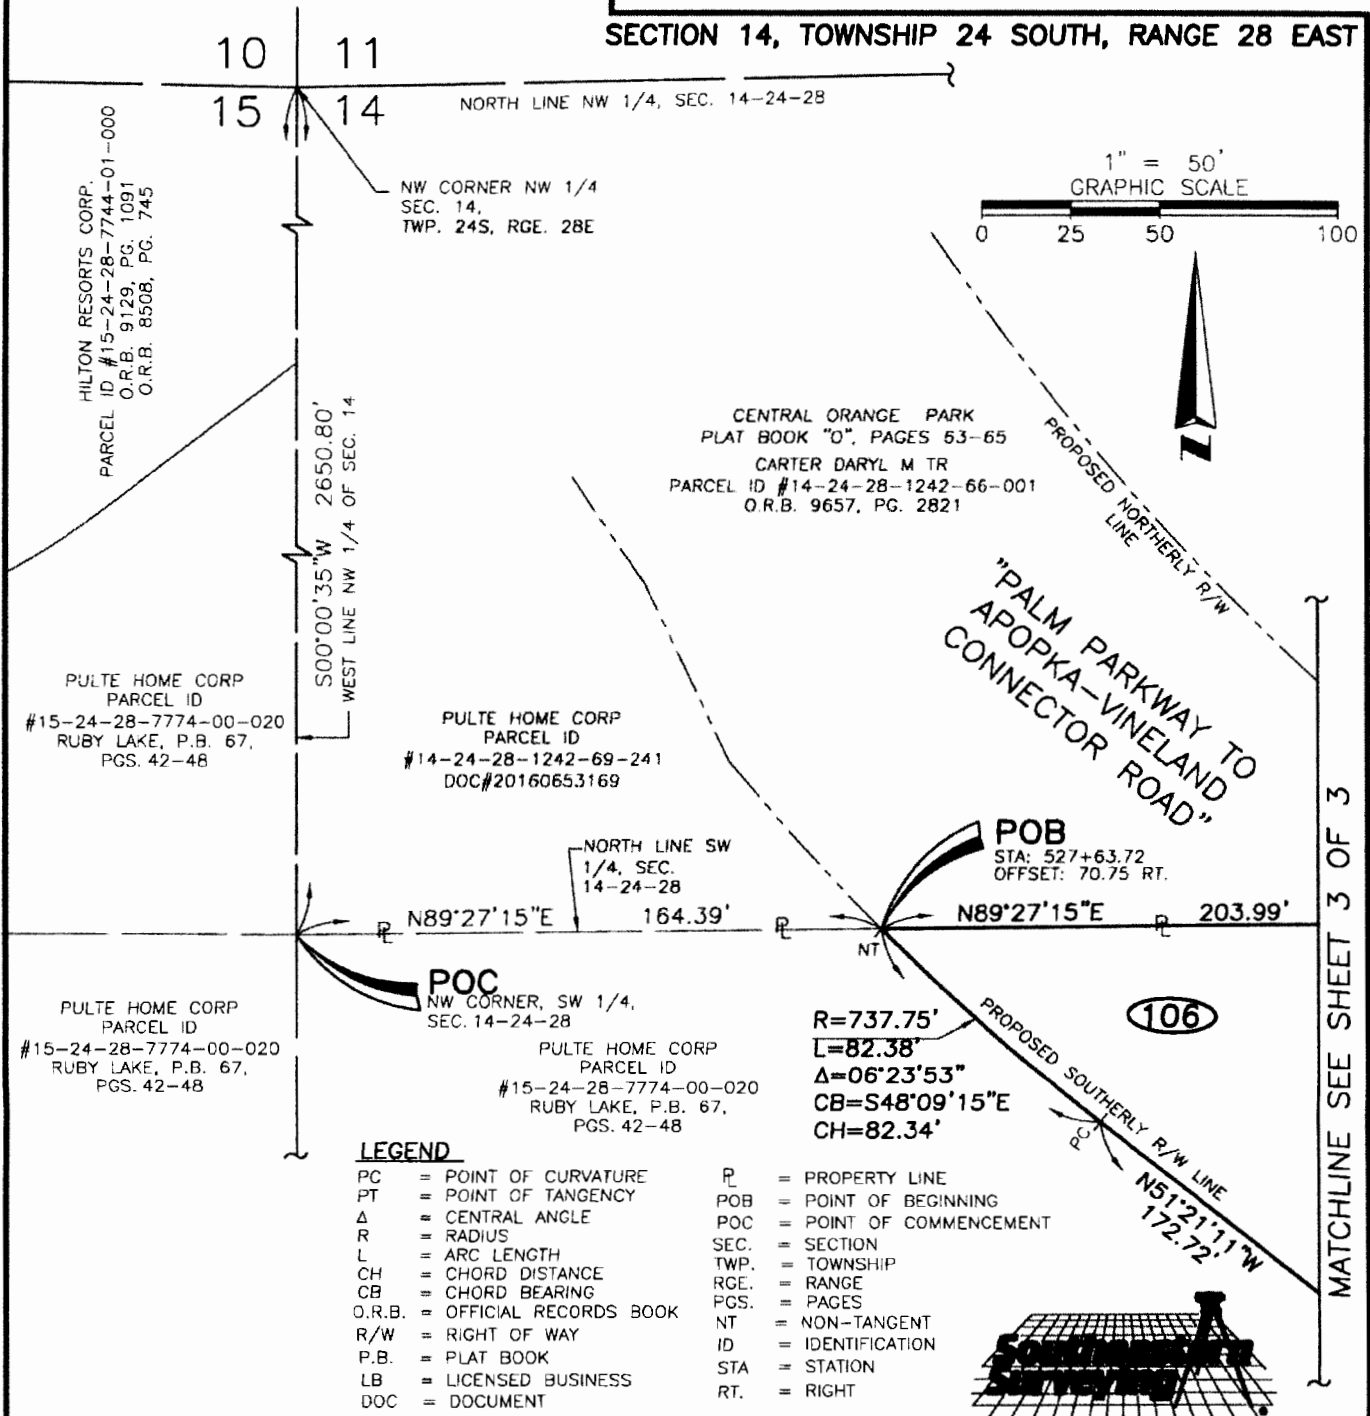 SECTION 14, TOWNSHIP 24 SOUTH, RANGE 28 EAST
10
11
15
14
NORTH LINE NW 1/4, SEC. 14-24-28
NW CORNER NW 1/4
SEC. 14,
TWP. 24S, RGE. 28E
1" = 50'
GRAPHIC SCALE
0 25 50 100
HILTON RESORTS CORP.
PARCEL ID #15-24-28-7744-01-000
O.R.B. 9129, PG. 1091
O.R.B. 8508, PG. 745
S00°00'35"W 2650.80'
WEST LINE NW 1/4 OF SEC. 14
CENTRAL ORANGE PARK
PLAT BOOK "O", PAGES 63-65
CARTER DARYL M TR
PARCEL ID #14-24-28-1242-66-001
O.R.B. 9657, PG. 2821
PROPOSED NORTHERLY R/W
LINE
N
"PALM PARKWAY TO
APOPKA-VINELAND
CONNECTOR ROAD"
PULTE HOME CORP
PARCEL ID
#15-24-28-7774-00-020
RUBY LAKE, P.B. 67,
PGS. 42-48
PULTE HOME CORP
PARCEL ID
#14-24-28-1242-69-241
DOC#20160653169
NORTH LINE SW
1/4, SEC.
14-24-28
POB
STA: 527+63.72
OFFSET: 70.75 RT.
N89°27'15"E 164.39' PL
PL
N89°27'15"E PL 203.99'
NT
POC
NW CORNER, SW 1/4,
SEC. 14-24-28
PULTE HOME CORP
PARCEL ID
#15-24-28-7774-00-020
RUBY LAKE, P.B. 67,
PGS. 42-48
PULTE HOME CORP
PARCEL ID
#15-24-28-7774-00-020
RUBY LAKE, P.B. 67,
PGS. 42-48
R=737.75'
L=82.38'
Δ=06°23'53"
CB=S48°09'15"E
CH=82.34'
PROPOSED SOUTHERLY R/W LINE
106
PC
N51°21'11"W
172.72'
MATCHLINE SEE SHEET 3 OF 3
LEGEND
PC = POINT OF CURVATURE
PT = POINT OF TANGENCY
Δ = CENTRAL ANGLE
R = RADIUS
L = ARC LENGTH
CH = CHORD DISTANCE
CB = CHORD BEARING
O.R.B. = OFFICIAL RECORDS BOOK
R/W = RIGHT OF WAY
P.B. = PLAT BOOK
LB = LICENSED BUSINESS
DOC = DOCUMENT
PL = PROPERTY LINE
POB = POINT OF BEGINNING
POC = POINT OF COMMENCEMENT
SEC. = SECTION
TWP. = TOWNSHIP
RGE. = RANGE
PGS. = PAGES
NT = NON-TANGENT
ID = IDENTIFICATION
STA = STATION
RT. = RIGHT
Southeastern
Surveying